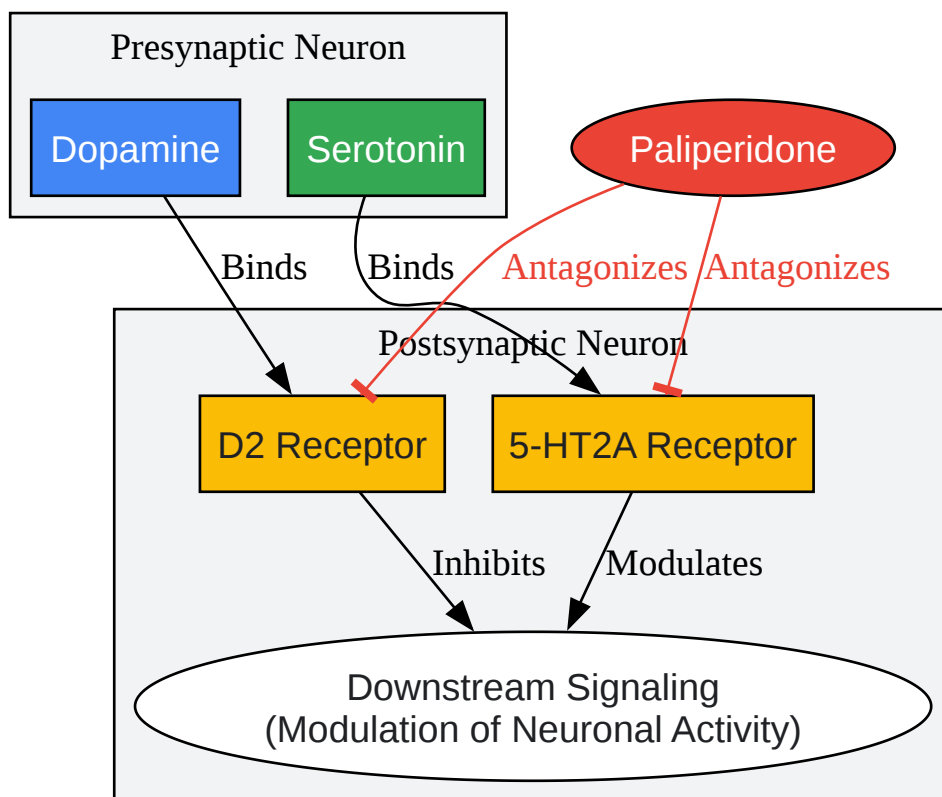 Presynaptic Neuron
Dopamine
Serotonin
Paliperidone
Binds
Binds
Antagonizes
Antagonizes
Postsynaptic Neuron
D2 Receptor
5-HT2A Receptor
Inhibits
Modulates
Downstream Signaling
(Modulation of Neuronal Activity)